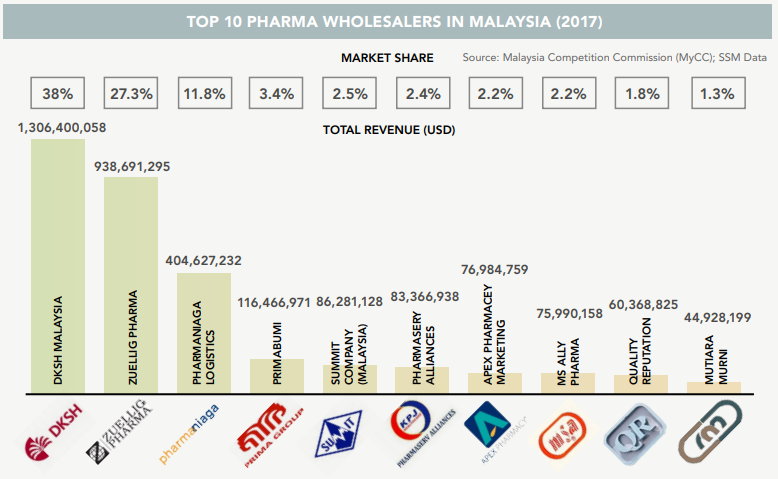 TOP 10 PHARMA WHOLESALERS IN MALAYSIA (2017)
MARKET SHARE
Source: Malaysia Competition Commission (MyCC); SSM Data
38%
27.3%
11.8%
3.4%
2.5%
2.4%
2.2%
2.2%
1.8%
1.3%
TOTAL REVENUE (USD)
1,306,400,058
938,691,295
404,627,232
116,466,971
86,281,128
83,366,938
76,984,759
75,990,158
60,368,825
44,928,199
DKSH MALAYSIA
ZUELLIG PHARMA
PHARMANIAGA
LOGISTICS
PRIMABUMI
SUMMIT
COMPANY
(MALAYSIA)
PHARMASERY
ALLIANCES
APEX PHARMACEY
MARKETING
MS ALLY
PHARMA
QUALITY
REPUTATION
MUTIARA
MURNI
DKSH
ZUELLIG
PHARMA
pharmaniaga
PRIMA GROUP
SUMMIT
KPJ
PHARMASERV ALLIANCES
APEX PHARMACY
msa
QR